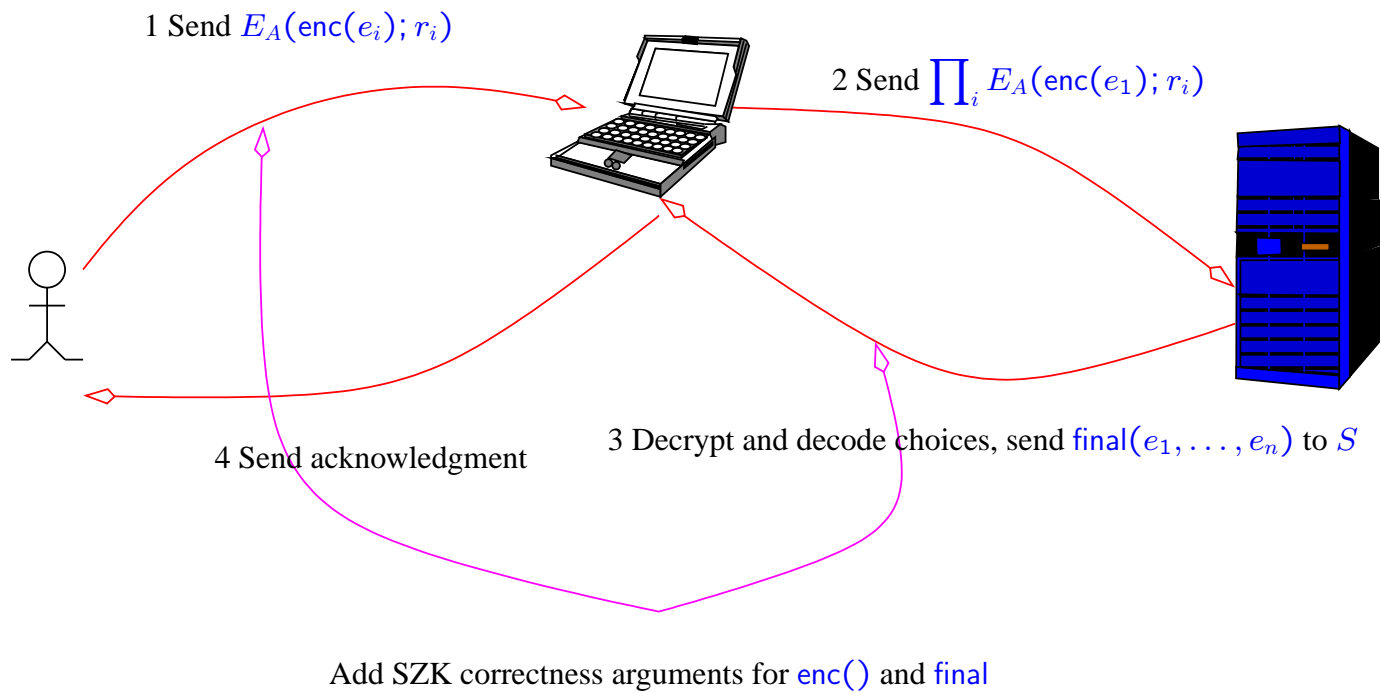 1 Send E_A(enc(e_i); r_i)
2 Send ∏_i E_A(enc(e_1); r_i)
3 Decrypt and decode choices, send final(e_1, . . . , e_n) to S
4 Send acknowledgment
Add SZK correctness arguments for enc() and final